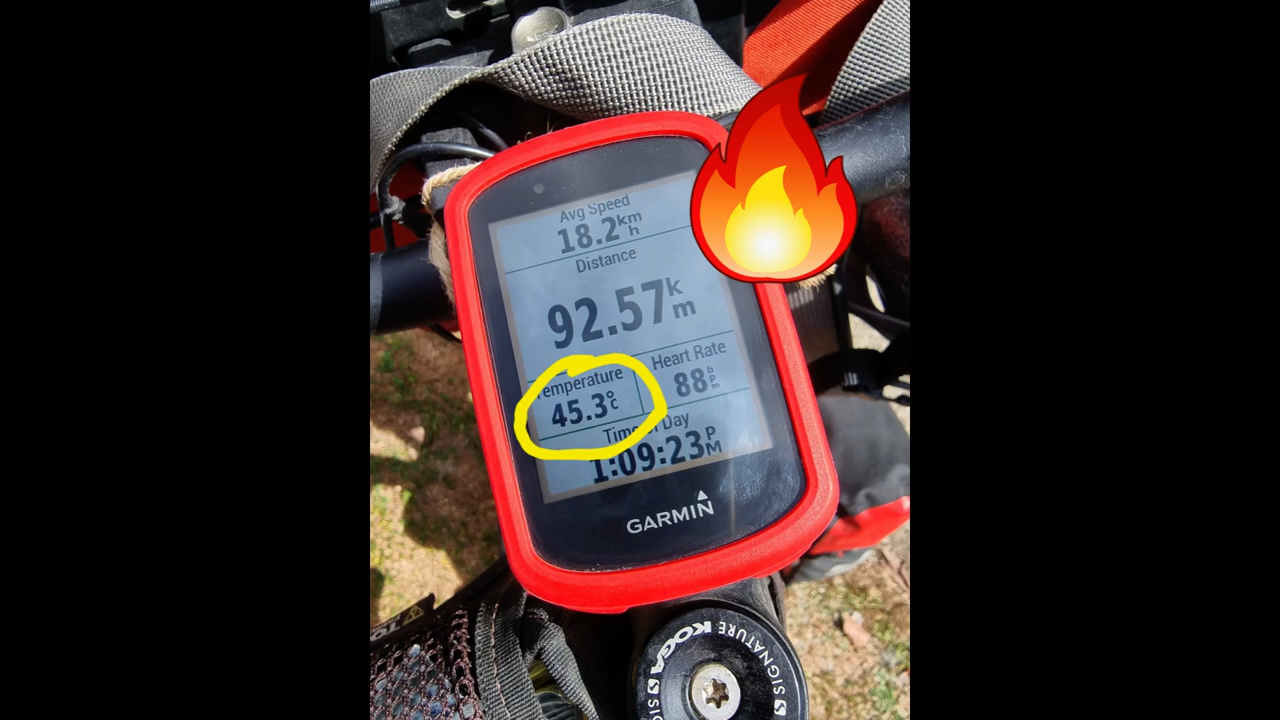 Avg Speed
18.2 km/h
Distance
92.57 km
Temperature
45.3°C
Heart Rate
88 bpm
Time of Day
1:09:23 PM
GARMIN
KOGA SIGNATURE